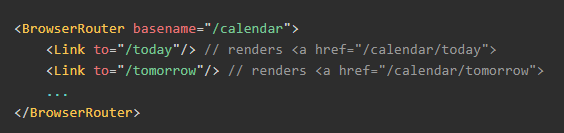 <BrowserRouter basename="/calendar">
    <Link to="/today"/> // renders <a href="/calendar/today">
    <Link to="/tomorrow"/> // renders <a href="/calendar/tomorrow">
    ...
</BrowserRouter>